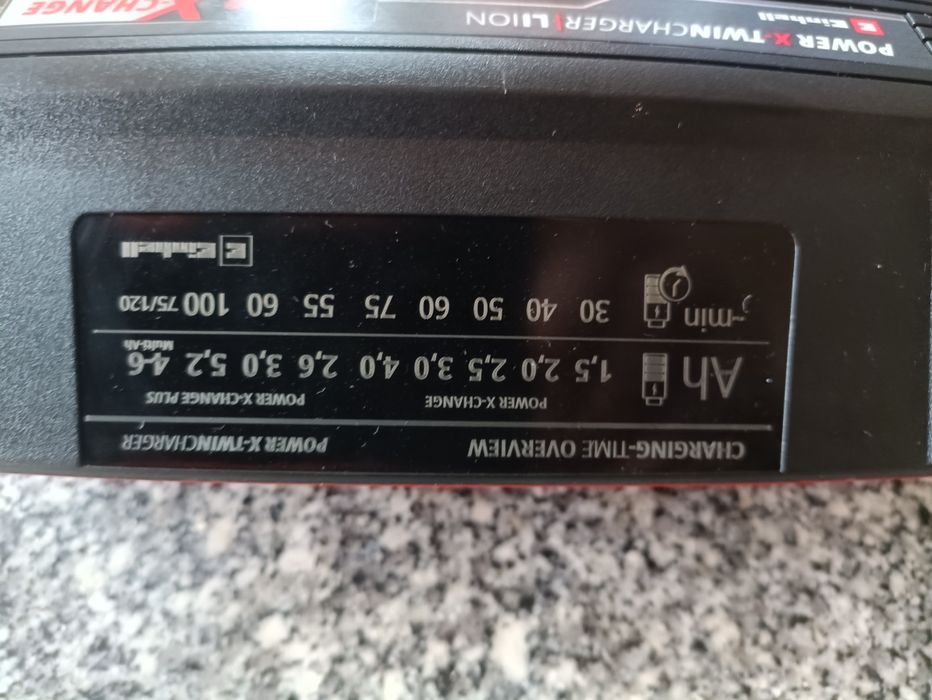 CHARGING-TIME OVERVIEW POWER X-TWINCHARGER
POWER X-CHANGE POWER X-CHANGE PLUS
Ah 1,5 2,0 2,5 3,0 4,0 2,6 3,0 5,2 4-6
Multi-Ah
~min 30 40 50 60 75 55 60 100 75/120
Einhell
POWER X-TWINCHARGER LIION
Einhell
X-CHANGE